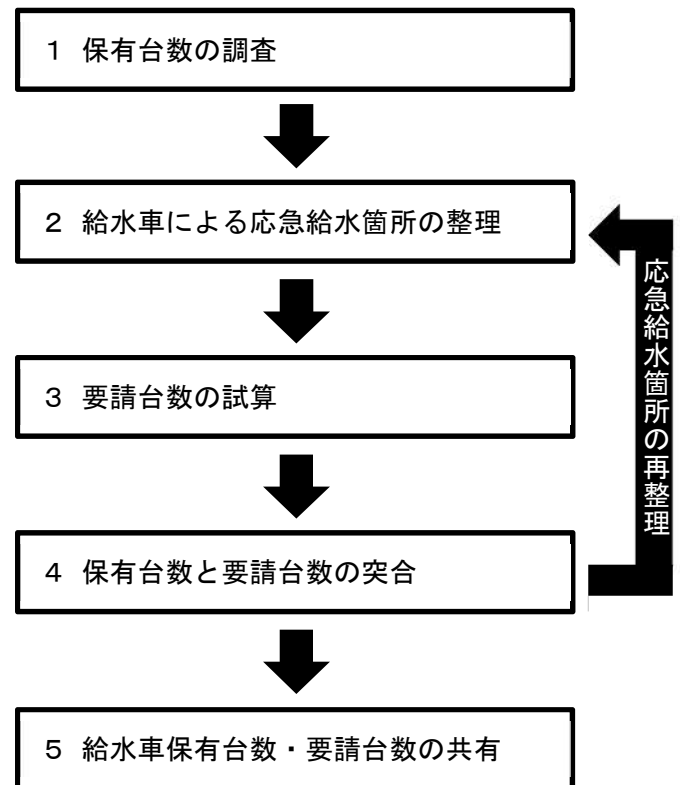 １ 保有台数の調査
２ 給水車による応急給水箇所の整理
３ 要請台数の試算
４ 保有台数と要請台数の突合
５ 給水車保有台数・要請台数の共有
応急給水箇所の再整理